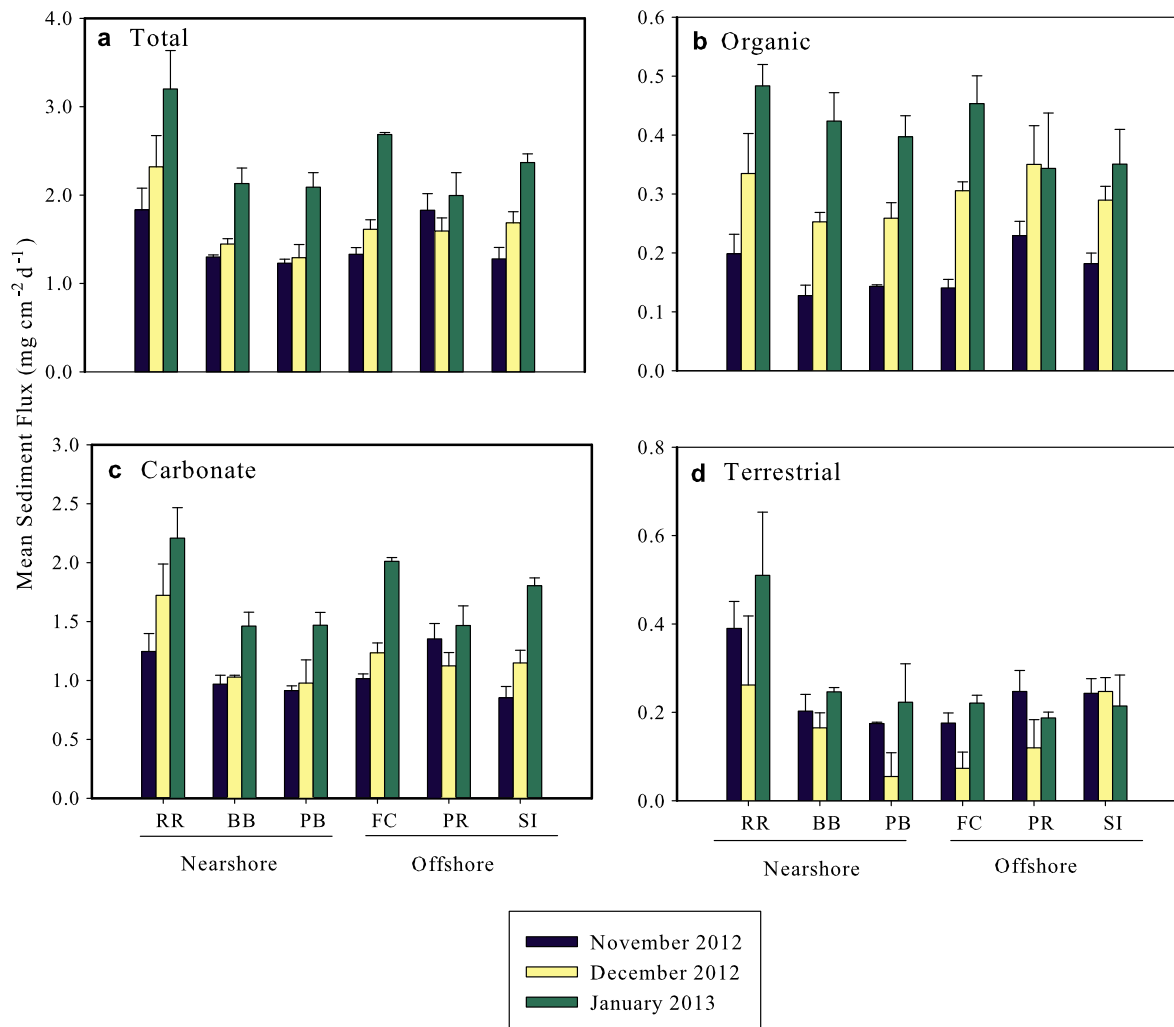 a Total
4.0
3.0
2.0
1.0
0.0
b Organic
0.6
0.5
0.4
0.3
0.2
0.1
0.0
Mean Sediment Flux (mg cm⁻² d⁻¹)
c Carbonate
3.0
2.5
2.0
1.5
1.0
0.5
0.0
RR BB PB FC PR SI
Nearshore Offshore
d Terrestrial
0.8
0.6
0.4
0.2
0.0
RR BB PB FC PR SI
Nearshore Offshore
November 2012
December 2012
January 2013